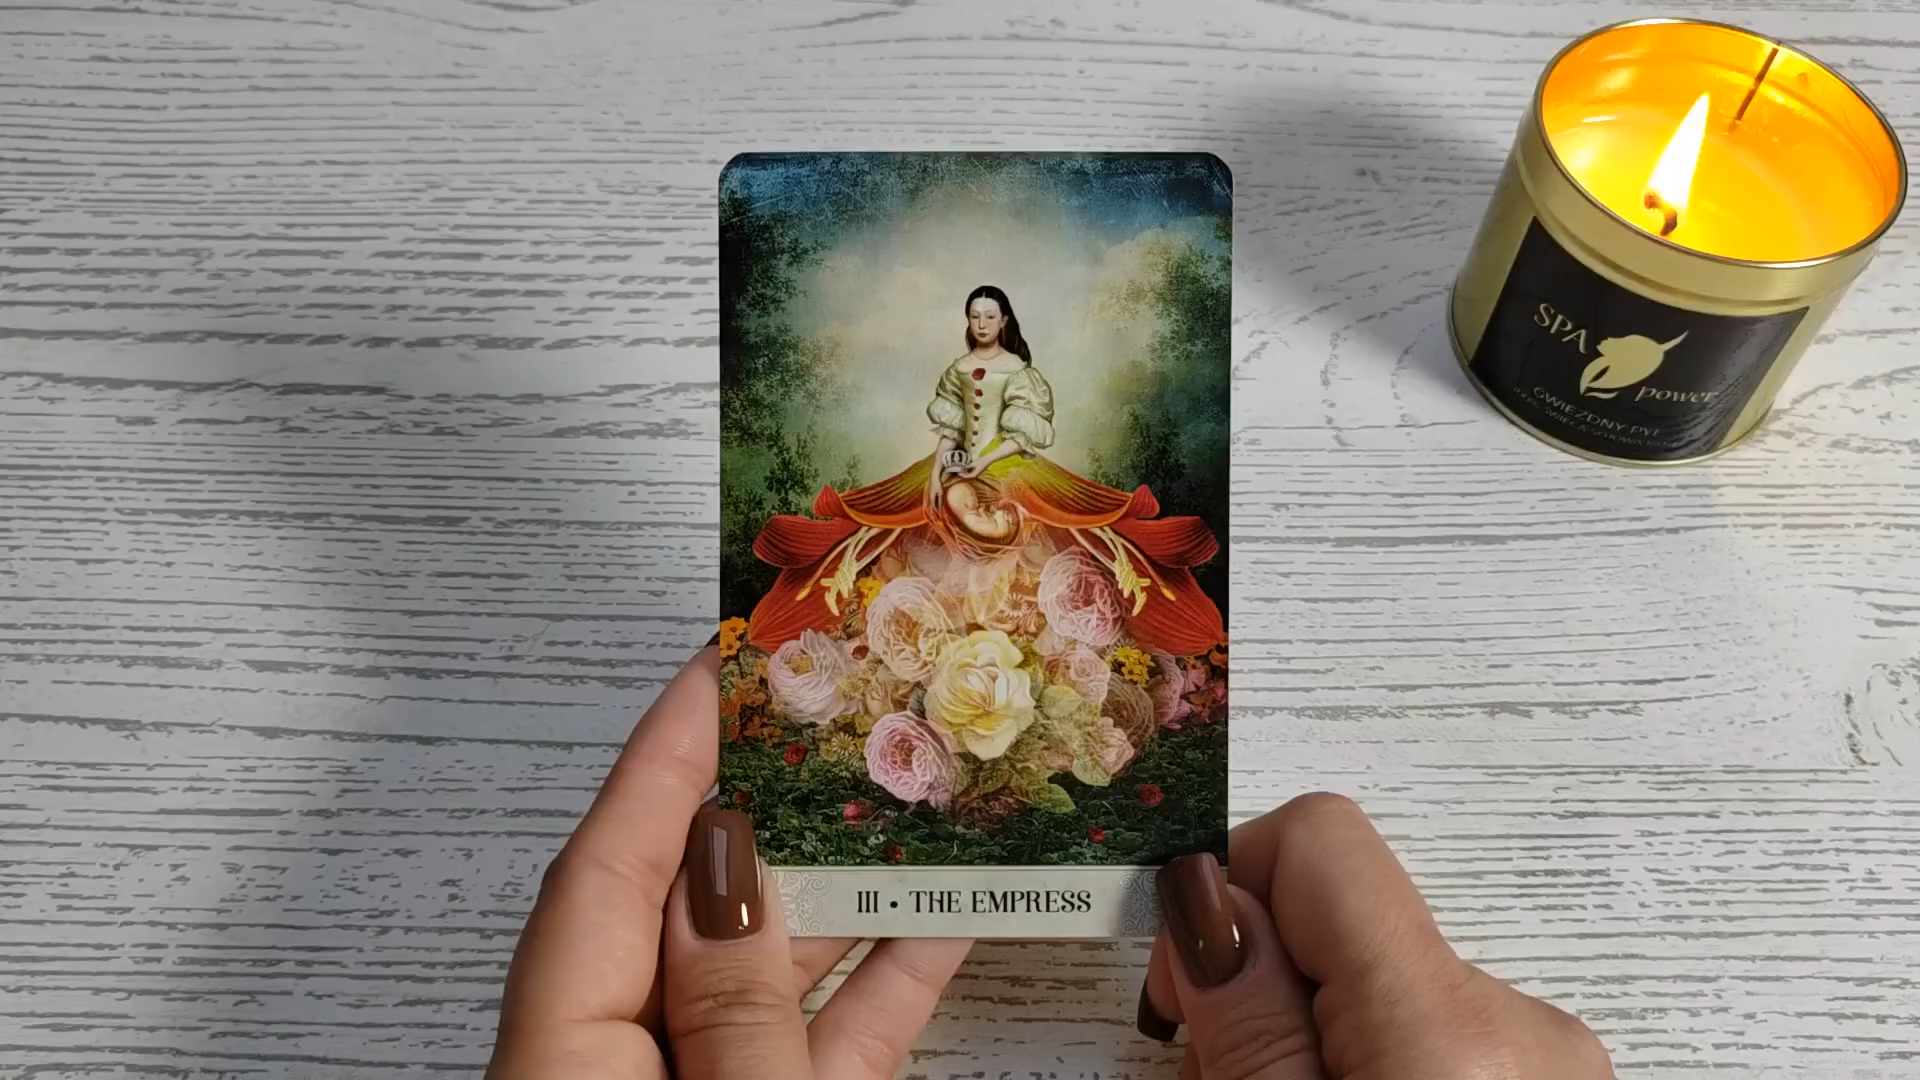 SPA
power
GWIEZDNY PYŁ
III • THE EMPRESS